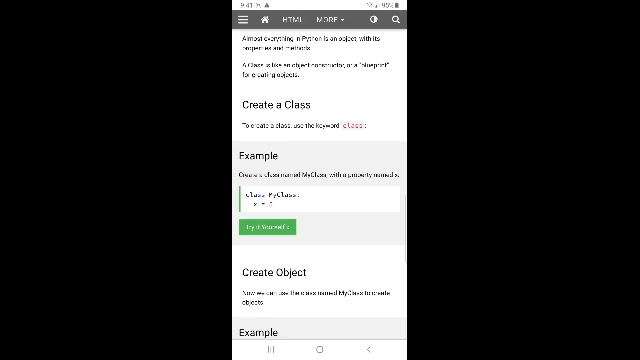 9:41 95%
HTML MORE
Almost everything in Python is an object, with its
properties and methods.
A Class is like an object constructor, or a "blueprint"
for creating objects.
Create a Class
To create a class, use the keyword class:
Example
Create a class named MyClass, with a property named x:
class MyClass:
x = 5
Try it Yourself »
Create Object
Now we can use the class named MyClass to create
objects:
Example